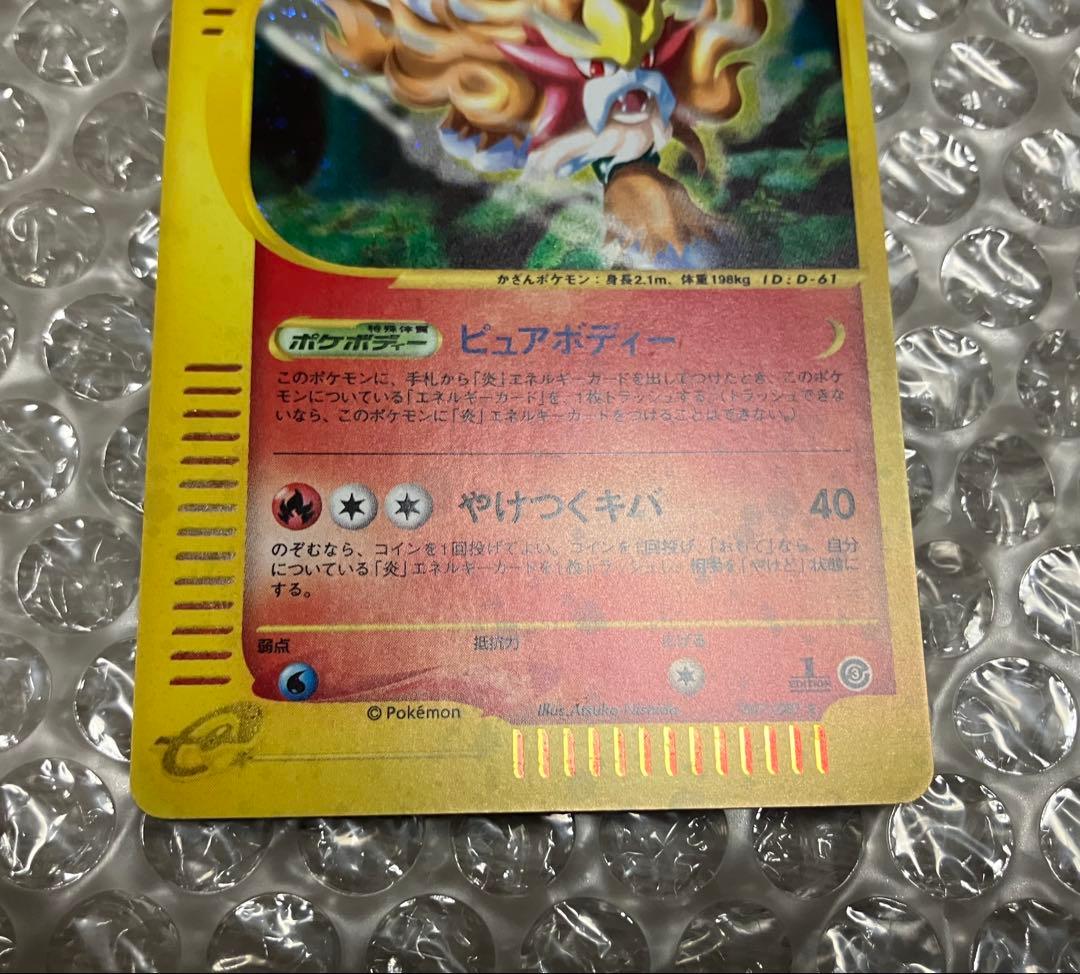 かざんポケモン：身長2.1m、体重198kg ID：D-61
特殊体質
ポケボディー
ピュアボディー
このポケモンに、手札から「炎」エネルギーカードを出してつけたとき、このポケ
モンについている「エネルギーカード」を、1枚トラッシュする。（トラッシュできな
いなら、このポケモンに「炎」エネルギーカードをつけることはできない。）
やけつくキバ 40
のぞむなら、コインを1回投げてよい。コインを1回投げ、「おもて」なら、自分
についている「炎」エネルギーカードを1枚トラッシュし、相手を「やけど」状態に
する。
弱点 抵抗力 にげる
1 EDITION 3
© Pokémon Illus. Atsuko Nishida
e